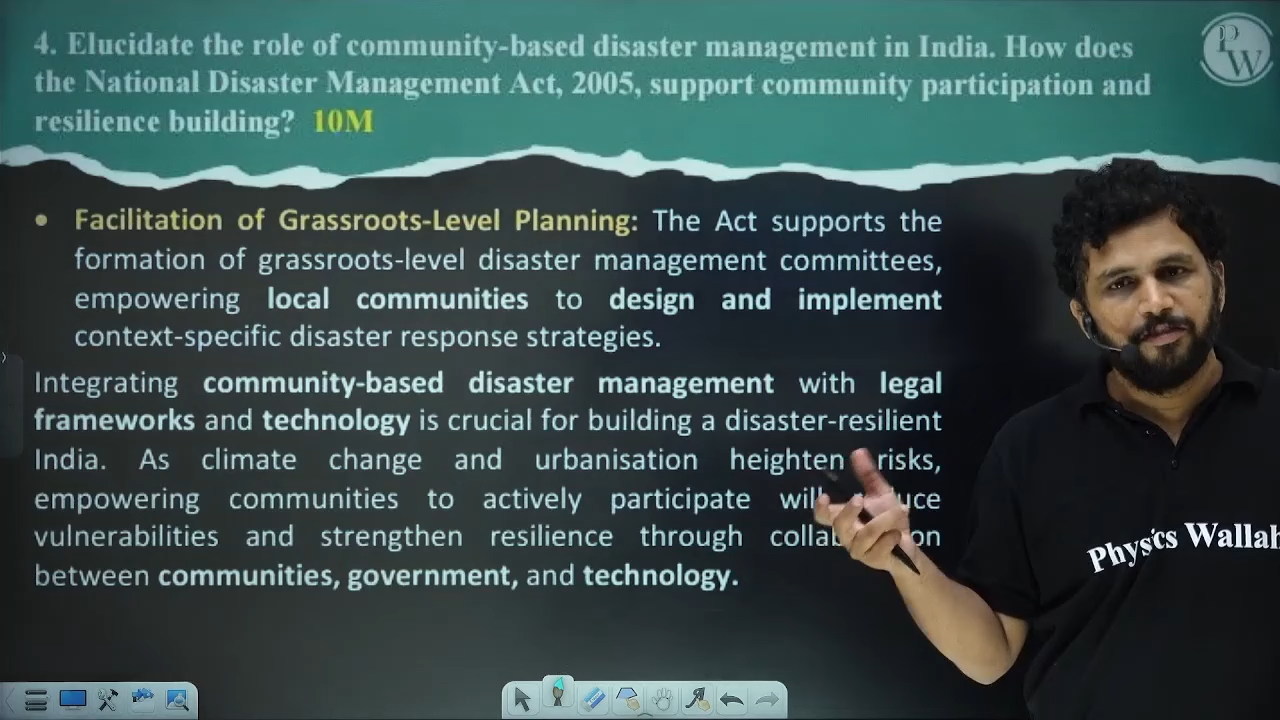 4. Elucidate the role of community-based disaster management in India. How does
the National Disaster Management Act, 2005, support community participation and
resilience building? 10M
PW
• Facilitation of Grassroots-Level Planning: The Act supports the
formation of grassroots-level disaster management committees,
empowering local communities to design and implement
context-specific disaster response strategies.
Integrating community-based disaster management with legal
frameworks and technology is crucial for building a disaster-resilient
India. As climate change and urbanisation heighten risks,
empowering communities to actively participate will
vulnerabilities and strengthen resilience through
between communities, government, and technology.
Physics Wallah